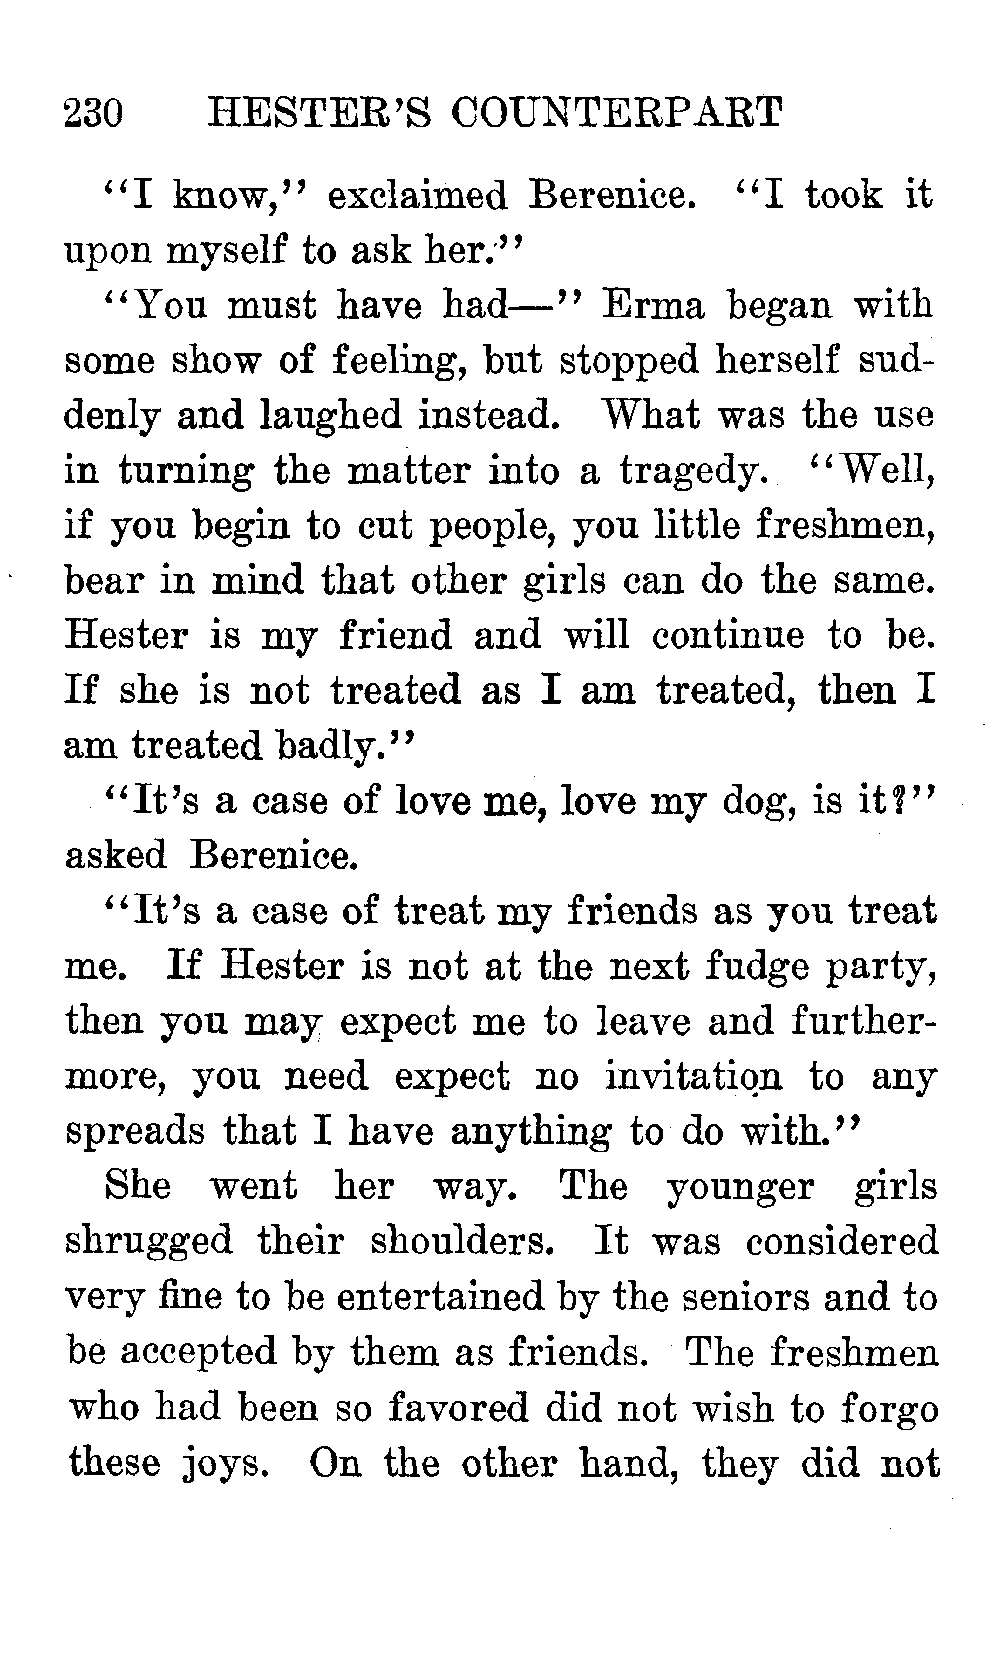 230 HESTER'S COUNTERPART
"I know," exclaimed Berenice. "I took it
upon myself to ask her."
"You must have had—" Erma began with
some show of feeling, but stopped herself sud-
denly and laughed instead. What was the use
in turning the matter into a tragedy. "Well,
if you begin to cut people, you little freshmen,
bear in mind that other girls can do the same.
Hester is my friend and will continue to be.
If she is not treated as I am treated, then I
am treated badly."
"It's a case of love me, love my dog, is it?"
asked Berenice.
"It's a case of treat my friends as you treat
me. If Hester is not at the next fudge party,
then you may expect me to leave and further-
more, you need expect no invitation to any
spreads that I have anything to do with."
She went her way. The younger girls
shrugged their shoulders. It was considered
very fine to be entertained by the seniors and to
be accepted by them as friends. The freshmen
who had been so favored did not wish to forgo
these joys. On the other hand, they did not